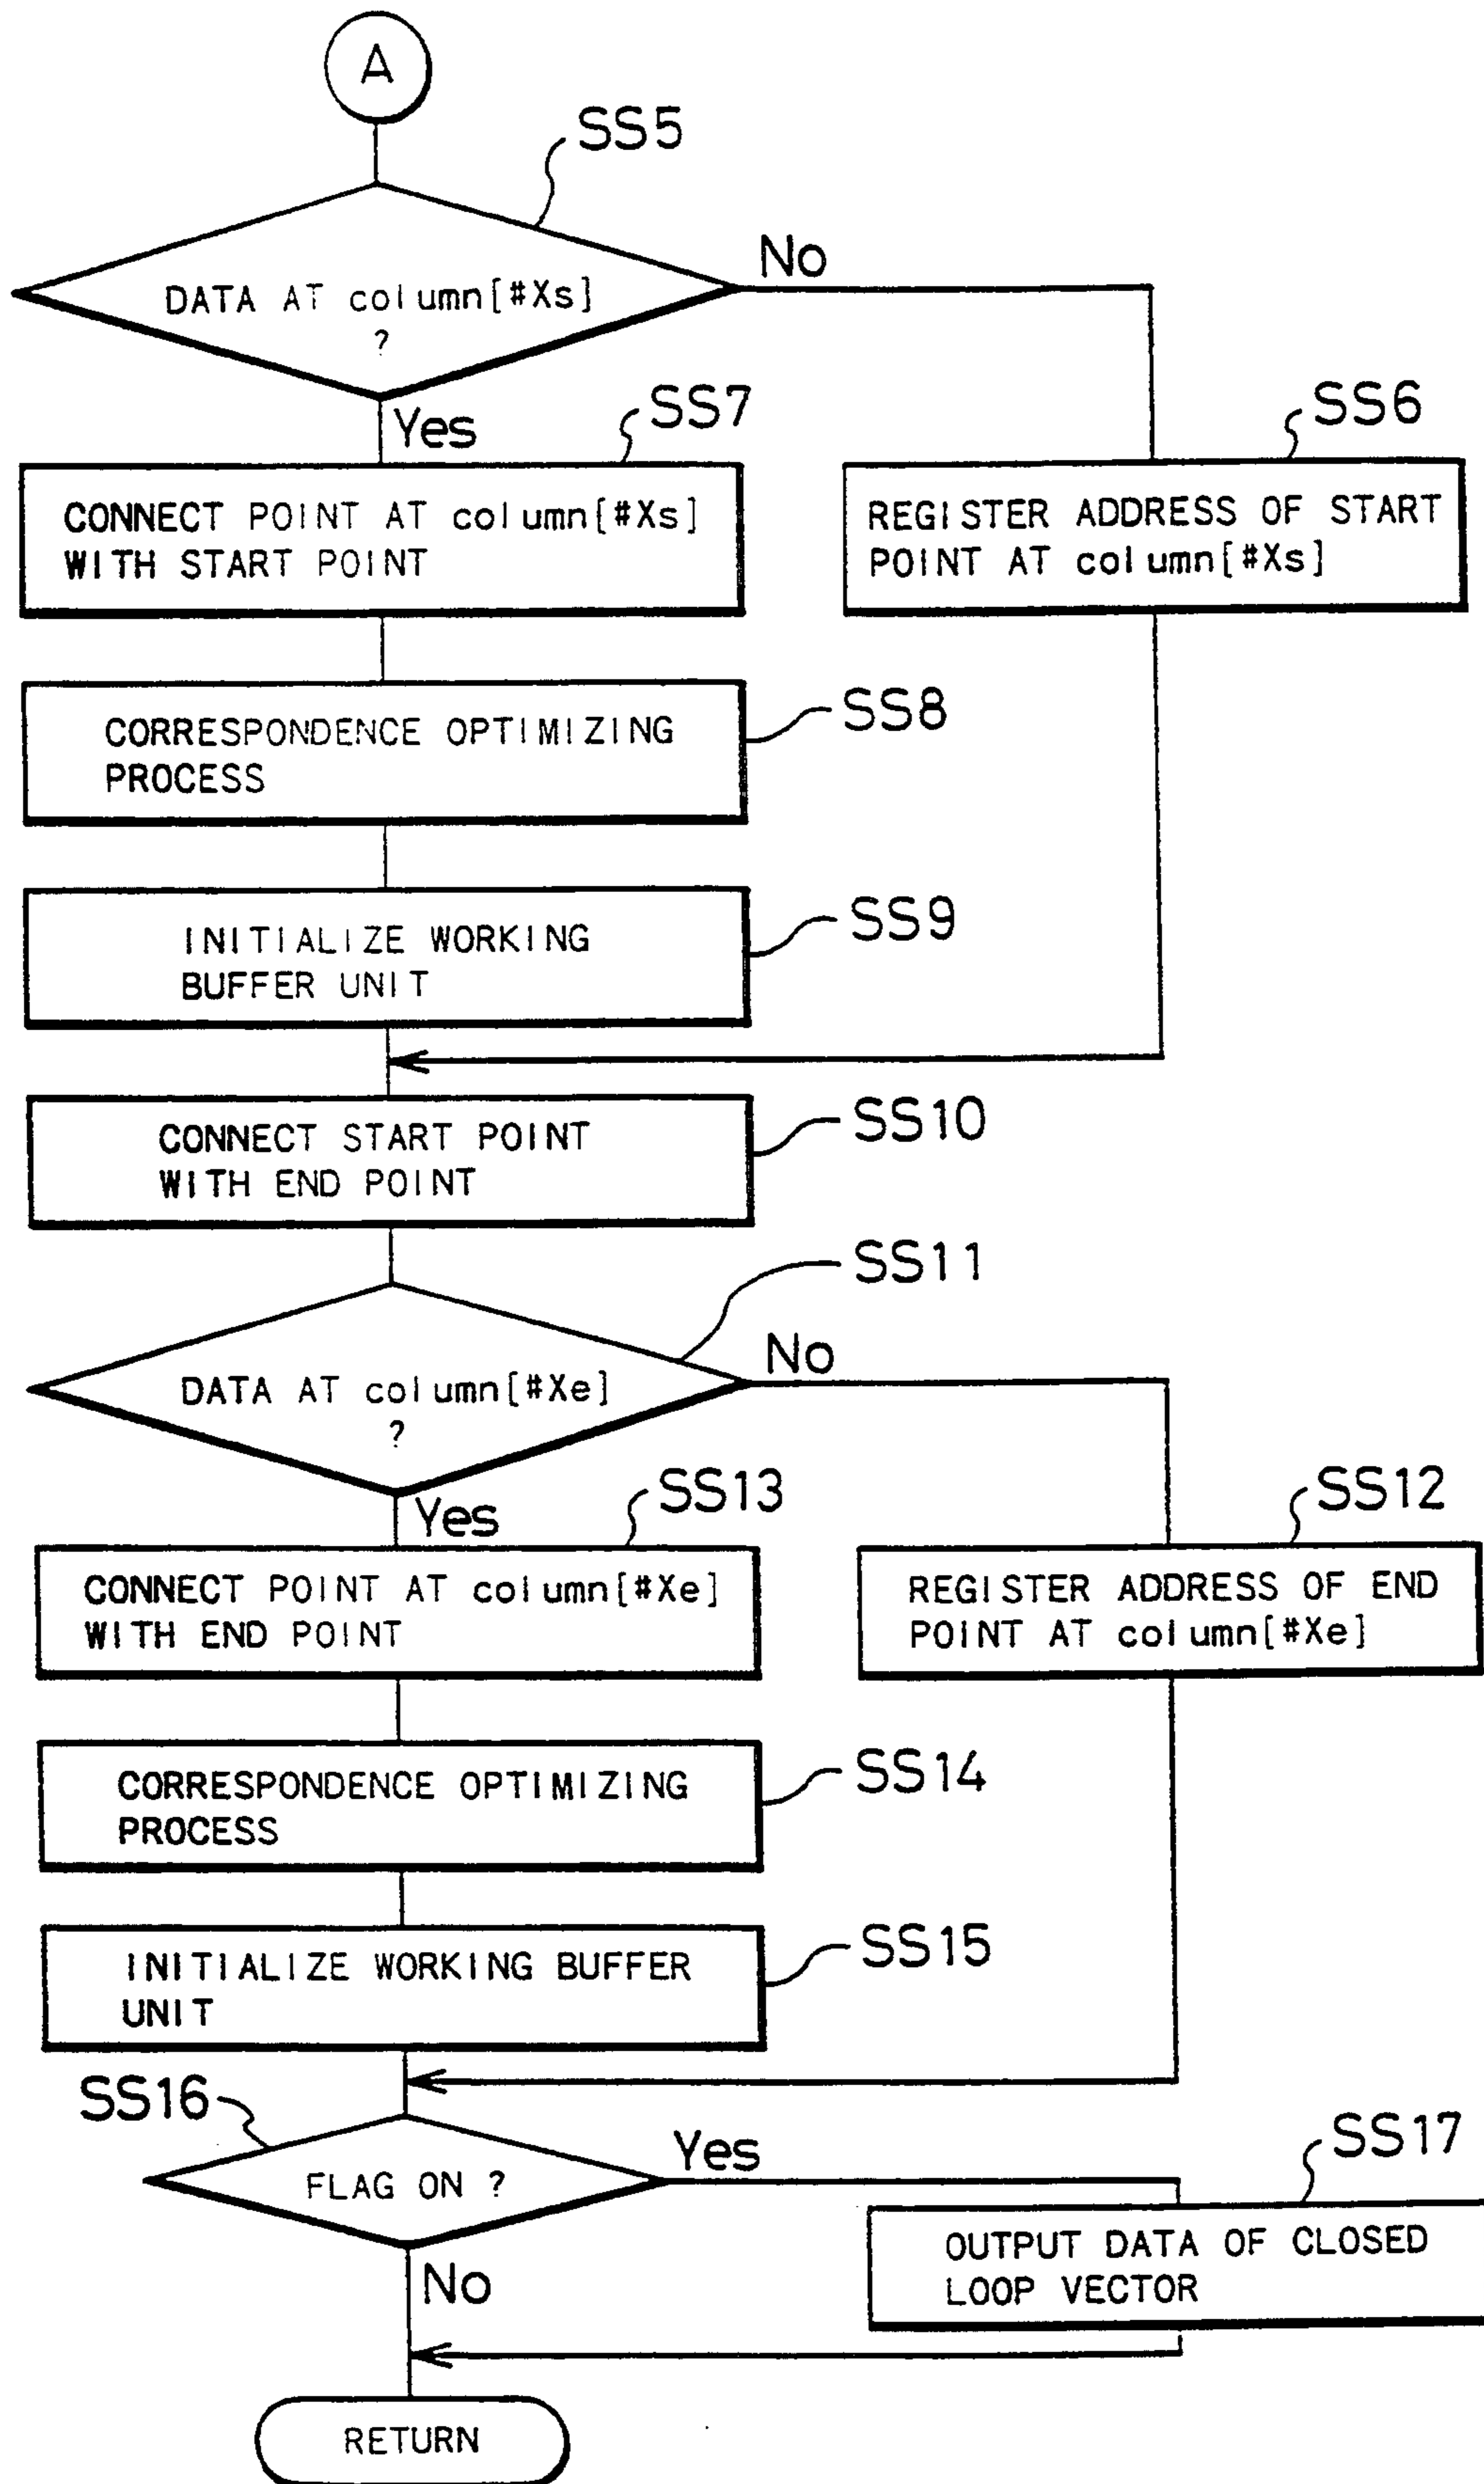 A
SS5
No
DATA AT column[#Xs]
?
Yes
SS7
SS6
CONNECT POINT AT column[#Xs]
WITH START POINT
REGISTER ADDRESS OF START
POINT AT column[#Xs]
CORRESPONDENCE OPTIMIZING
PROCESS
SS8
INITIALIZE WORKING
BUFFER UNIT
SS9
CONNECT START POINT
WITH END POINT
SS10
SS11
No
DATA AT column[#Xe]
?
Yes
SS13
SS12
CONNECT POINT AT column[#Xe]
WITH END POINT
REGISTER ADDRESS OF END
POINT AT column[#Xe]
CORRESPONDENCE OPTIMIZING
PROCESS
SS14
INITIALIZE WORKING BUFFER
UNIT
SS15
SS16
FLAG ON ?
Yes
SS17
OUTPUT DATA OF CLOSED
LOOP VECTOR
No
RETURN